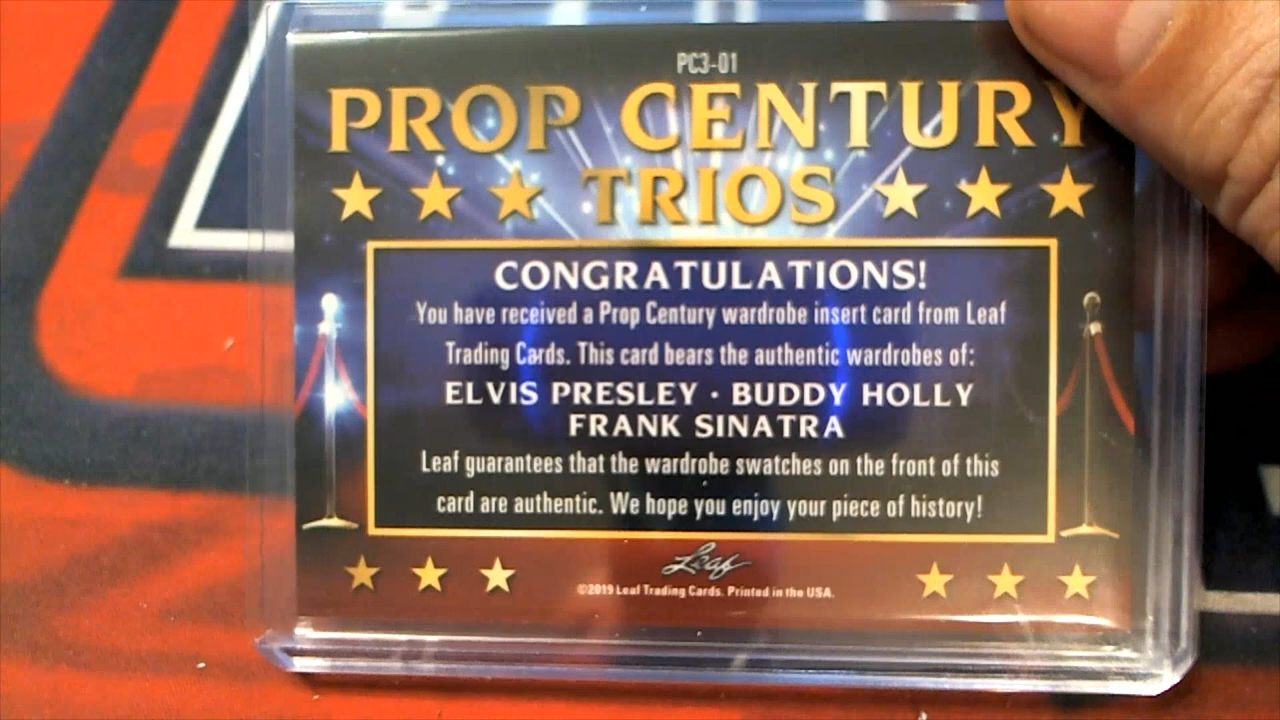 PC3-01
PROP CENTURY
TRIOS
CONGRATULATIONS!
You have received a Prop Century wardrobe insert card from Leaf
Trading Cards. This card bears the authentic wardrobes of:
ELVIS PRESLEY · BUDDY HOLLY
FRANK SINATRA
Leaf guarantees that the wardrobe swatches on the front of this
card are authentic. We hope you enjoy your piece of history!
Leaf
©2019 Leaf Trading Cards. Printed in the USA.